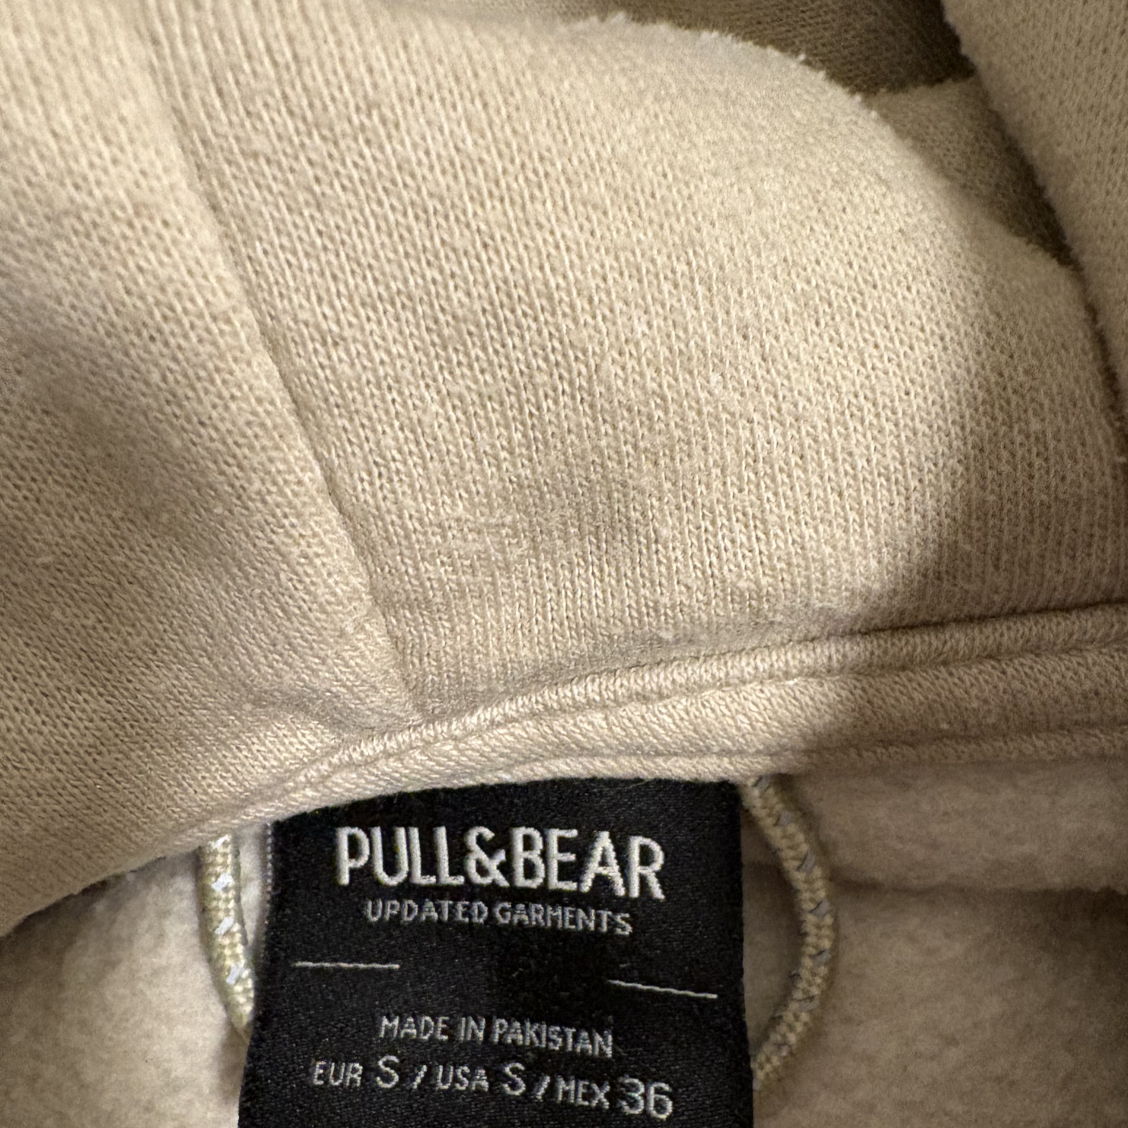 PULL&BEAR
UPDATED GARMENTS
MADE IN PAKISTAN
EUR S / USA S / MEX 36